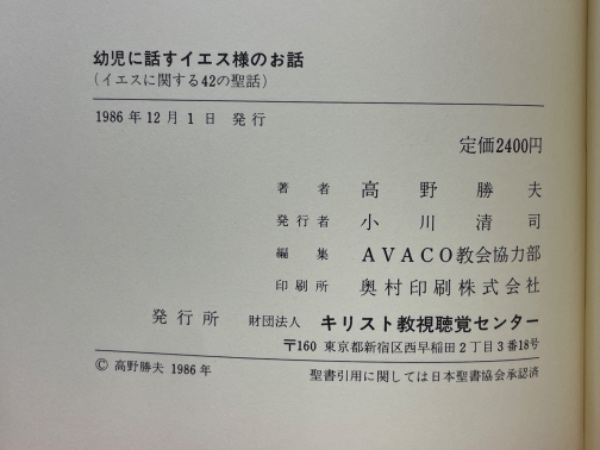 幼児に話すイエス様のお話
(イエスに関する42の聖話)
1986年12月1日 発行
定価2400円
著者 高野勝夫
発行者 小川清司
編集 AVACO教会協力部
印刷所 奥村印刷株式会社
発行所 財団法人 キリスト教視聴覚センター
〒160 東京都新宿区西早稲田2丁目3番18号
© 高野勝夫 1986年 聖書引用に関しては日本聖書協会承認済